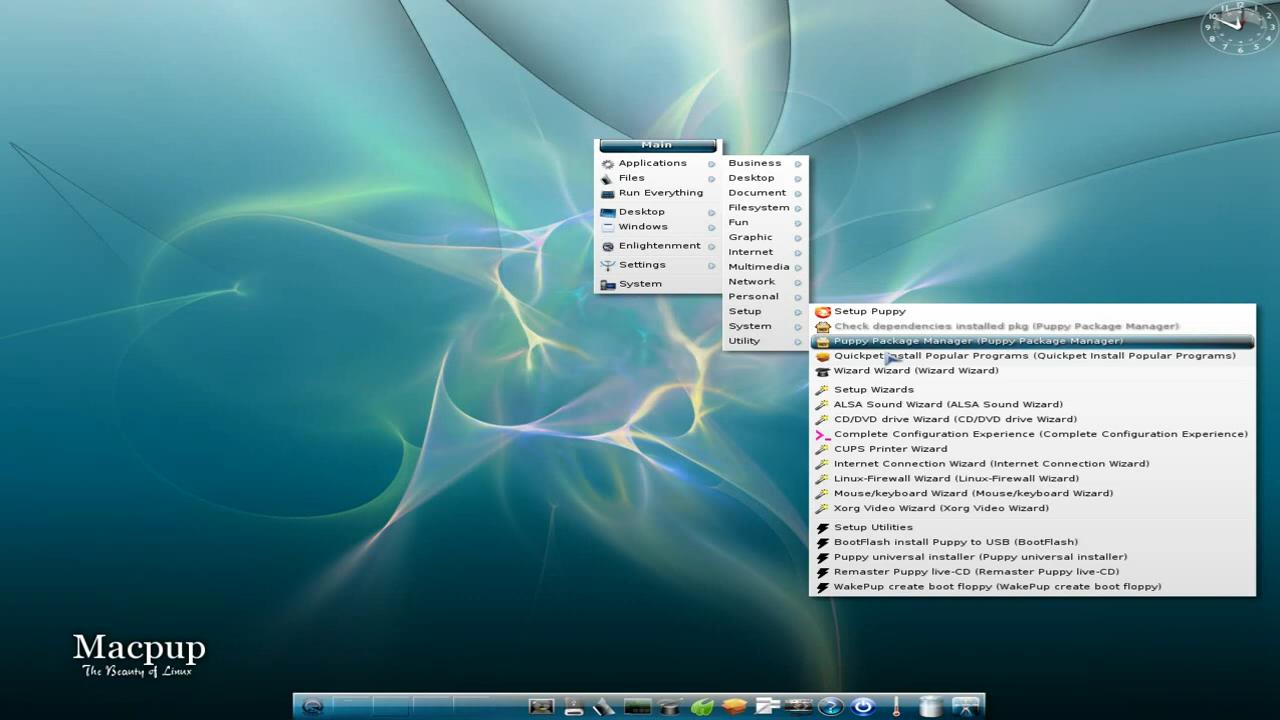 Main
Applications
Files
Run Everything
Desktop
Windows
Enlightenment
Settings
System
Business
Desktop
Document
Filesystem
Fun
Graphic
Internet
Multimedia
Network
Personal
Setup
System
Utility
Setup Puppy
Check dependencies installed pkg (Puppy Package Manager)
Puppy Package Manager (Puppy Package Manager)
Quickpet Install Popular Programs (Quickpet Install Popular Programs)
Wizard Wizard (Wizard Wizard)
Setup Wizards
ALSA Sound Wizard (ALSA Sound Wizard)
CD/DVD drive Wizard (CD/DVD drive Wizard)
Complete Configuration Experience (Complete Configuration Experience)
CUPS Printer Wizard
Internet Connection Wizard (Internet Connection Wizard)
Linux-Firewall Wizard (Linux-Firewall Wizard)
Mouse/keyboard Wizard (Mouse/keyboard Wizard)
Xorg Video Wizard (Xorg Video Wizard)
Setup Utilities
BootFlash install Puppy to USB (BootFlash)
Puppy universal installer (Puppy universal installer)
Remaster Puppy live-CD (Remaster Puppy live-CD)
WakePup create boot floppy (WakePup create boot floppy)
Macpup
The Beauty of Linux